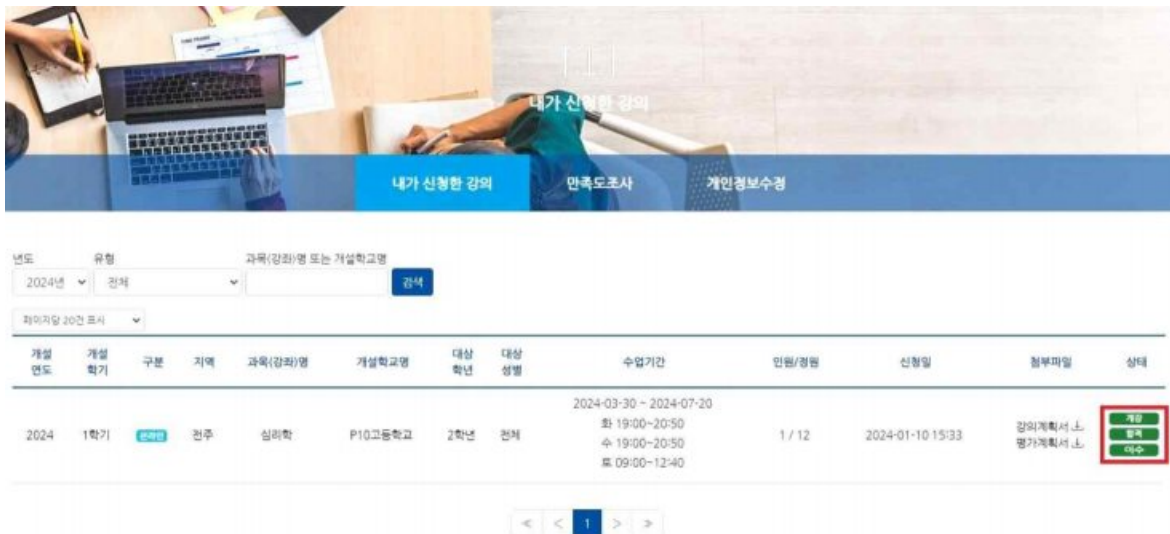 TIME FRAME
내가 신청한 강의
내가 신청한 강의 만족도조사 개인정보수정
년도 유형 과목(강좌)명 또는 개설학교명
2024년 전체 검색
페이지당 20건 표시
개설연도 개설학기 구분 지역 과목(강좌)명 개설학교명 대상학년 대상성별 수업기간 인원/정원 신청일 첨부파일 상태
2024 1학기 온라인 전주 심리학 P10고등학교 2학년 전체
2024-03-30 ~ 2024-07-20
화 19:00~20:50
수 19:00~20:50
토 09:00~12:40
1 / 12 2024-01-10 15:33
강의계획서
평가계획서
개강
합격
이수
« < 1 > »